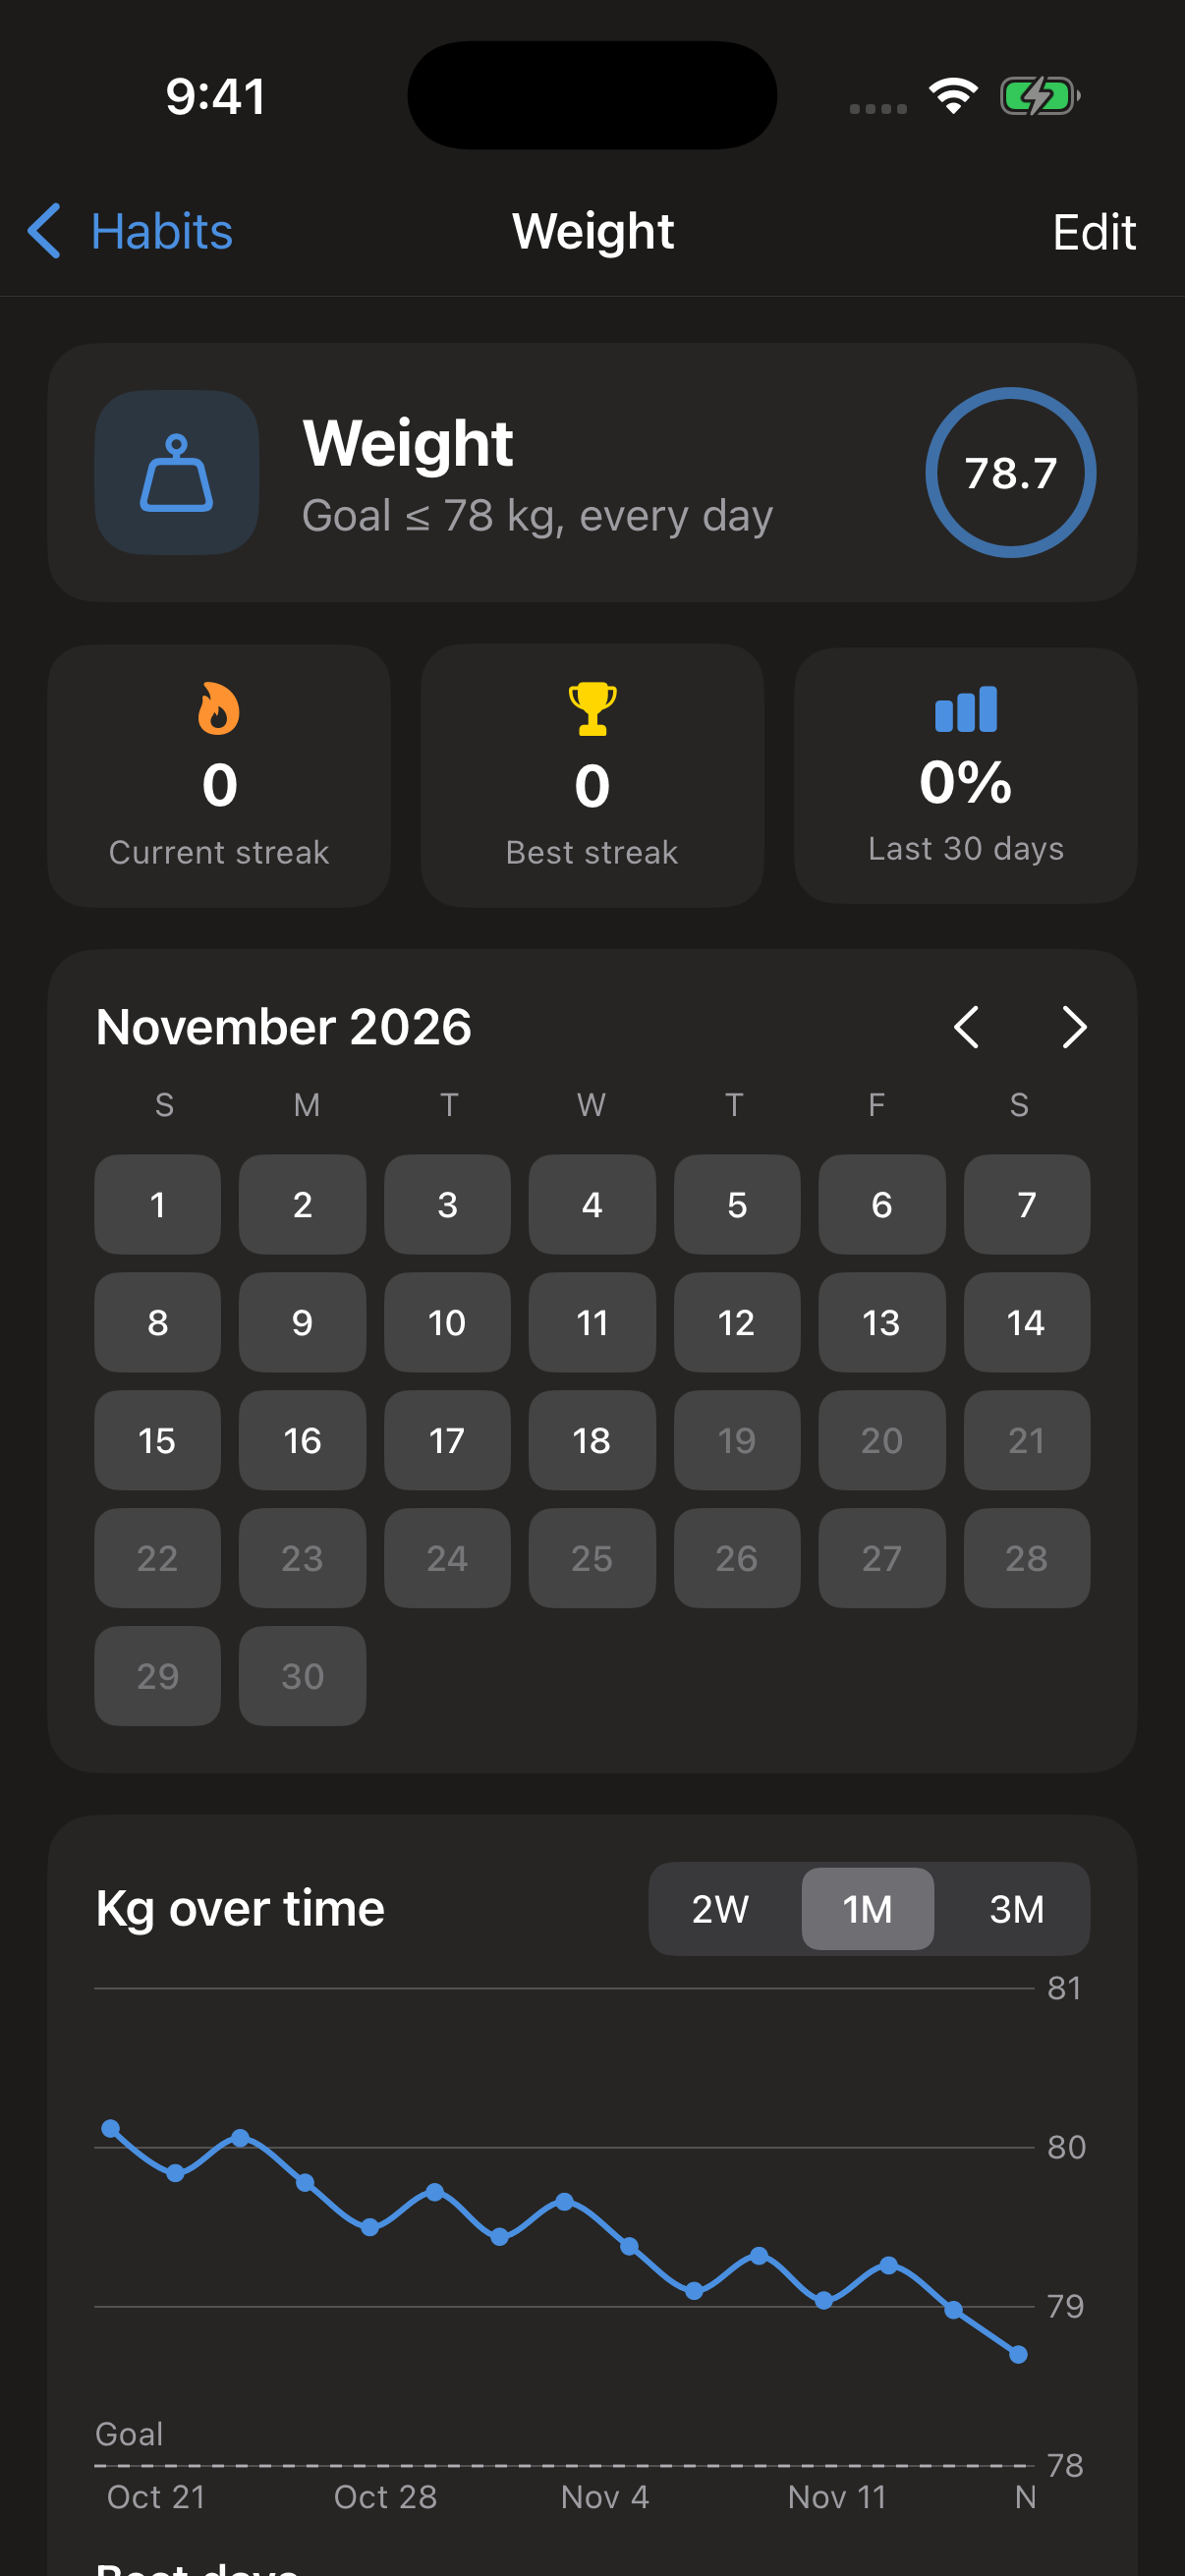 9:41
Habits
Weight
Edit
Weight
Goal ≤ 78 kg, every day
78.7
0
Current streak
0
Best streak
0%
Last 30 days
November 2026
S M T W T F S
1 2 3 4 5 6 7
8 9 10 11 12 13 14
15 16 17 18 19 20 21
22 23 24 25 26 27 28
29 30
Kg over time
2W 1M 3M
81
80
79
Goal
78
Oct 21 Oct 28 Nov 4 Nov 11 N
Best days